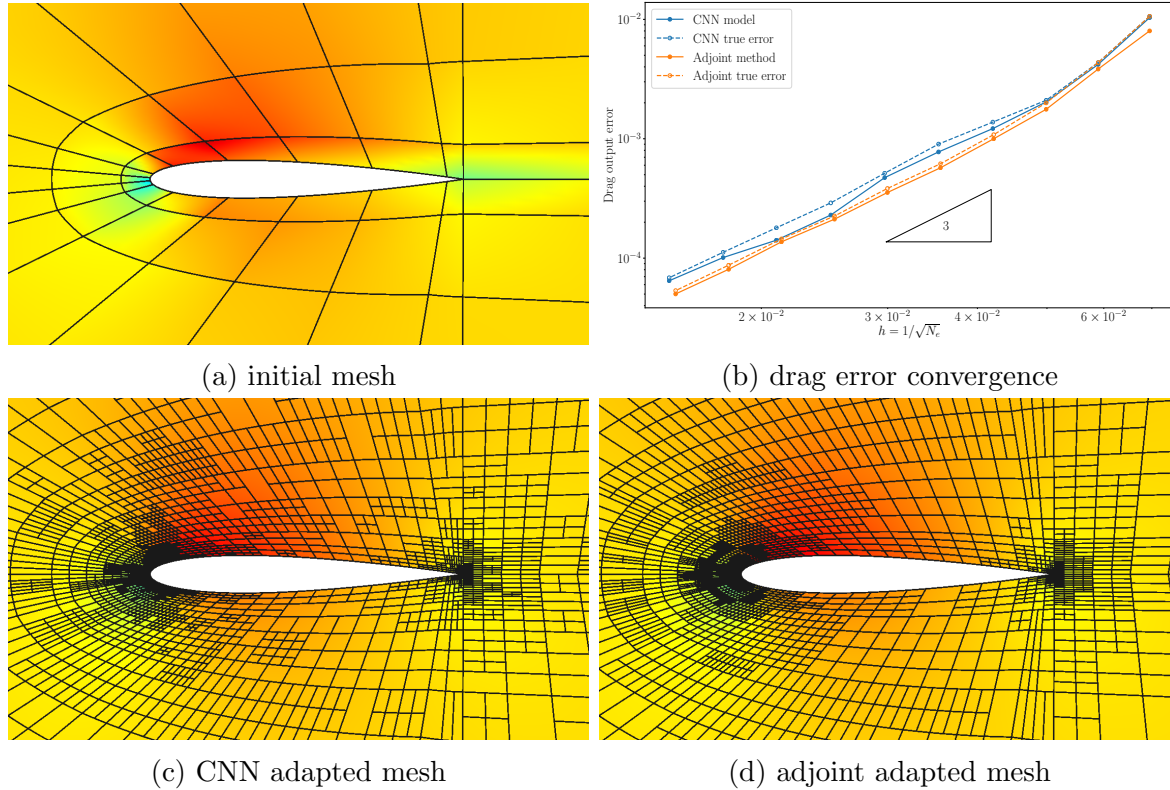 10⁻²
10⁻³
10⁻⁴
Drag output error
CNN model
CNN true error
Adjoint method
Adjoint true error
3
2 × 10⁻²
3 × 10⁻²
4 × 10⁻²
6 × 10⁻²
h = 1/√Nₑ
(a) initial mesh
(b) drag error convergence
(c) CNN adapted mesh
(d) adjoint adapted mesh